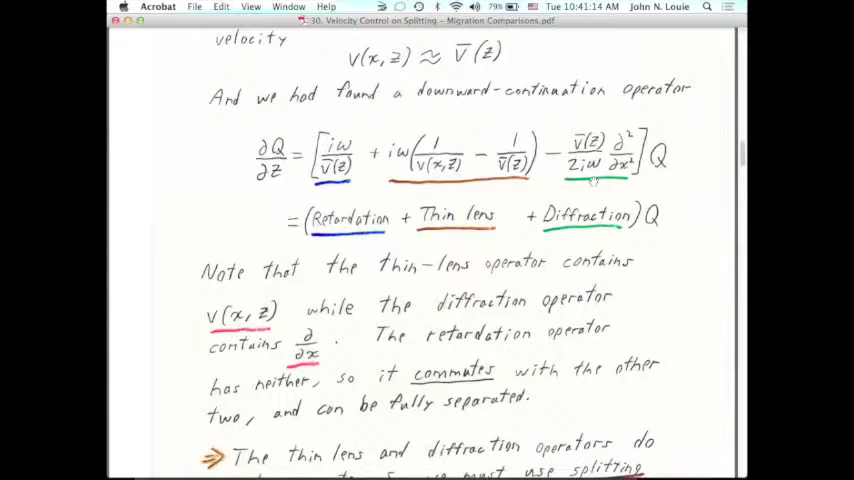 Acrobat File Edit View Window Help 79% Tue 10:41:14 AM John N. Louie
30. Velocity Control on Splitting – Migration Comparisons.pdf
velocity
v(x,z) ≈ v̄(z)
And we had found a downward-continuation operator
∂Q/∂z = [iω/v̄(z) + iω(1/v(x,z) − 1/v̄(z)) − v̄(z)/2iω ∂²/∂x²] Q
= (Retardation + Thin lens + Diffraction) Q
Note that the thin-lens operator contains
v(x,z) while the diffraction operator
contains ∂/∂x. The retardation operator
has neither, so it commutes with the other
two, and can be fully separated.
⇒ The thin lens and diffraction operators do
must use splitting